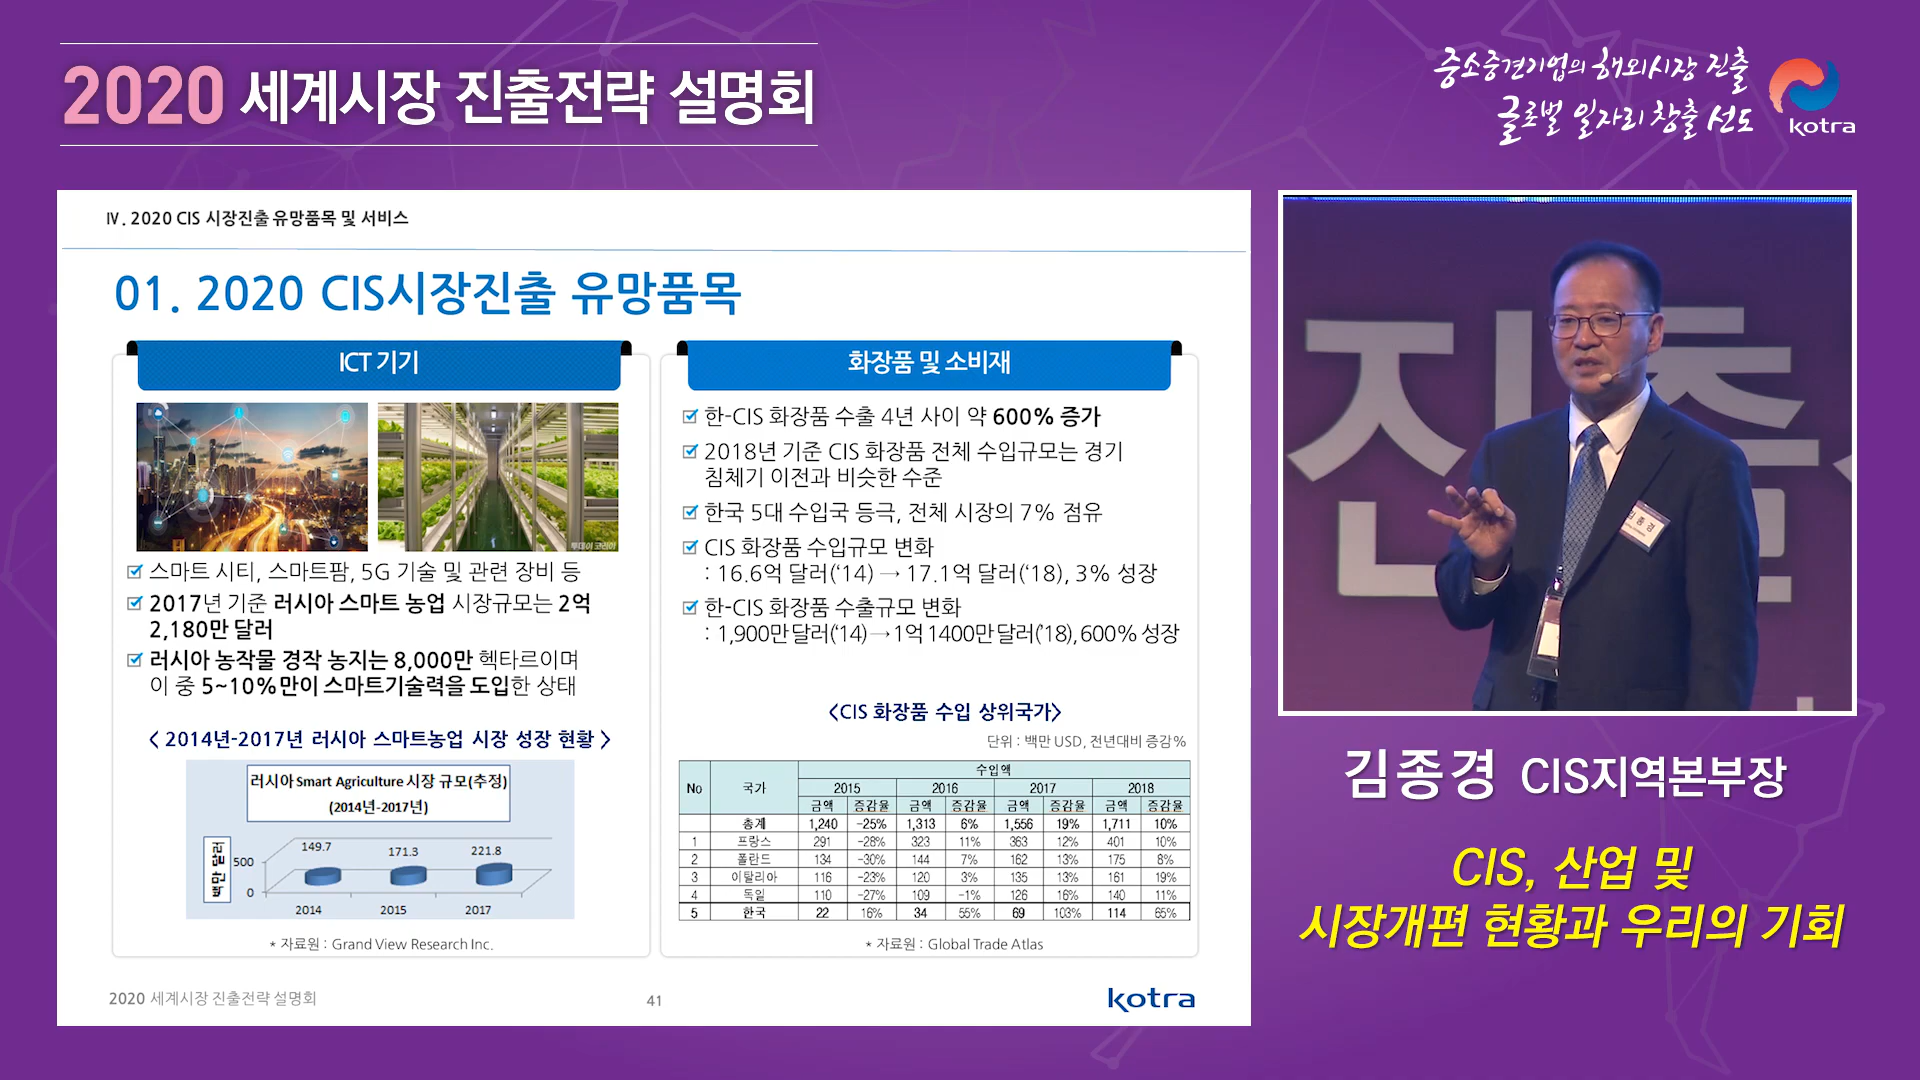 2020 세계시장 진출전략 설명회
중소중견기업의 해외시장 진출
글로벌 일자리 창출 선도
kotra
Ⅳ. 2020 CIS 시장진출 유망품목 및 서비스
01. 2020 CIS시장진출 유망품목
ICT 기기
투데이 코리아
스마트 시티, 스마트팜, 5G 기술 및 관련 장비 등
2017년 기준 러시아 스마트 농업 시장규모는 2억
2,180만 달러
러시아 농작물 경작 농지는 8,000만 헥타르이며
이 중 5~10%만이 스마트기술력을 도입한 상태
< 2014년-2017년 러시아 스마트농업 시장 성장 현황 >
러시아 Smart Agriculture 시장 규모(추정)
(2014년-2017년)
백만 달러
500
0
149.7
171.3
221.8
2014
2015
2017
* 자료원 : Grand View Research Inc.
화장품 및 소비재
한-CIS 화장품 수출 4년 사이 약 600% 증가
2018년 기준 CIS 화장품 전체 수입규모는 경기
침체기 이전과 비슷한 수준
한국 5대 수입국 등극, 전체 시장의 7% 점유
CIS 화장품 수입규모 변화
: 16.6억 달러(‘14) → 17.1억 달러(‘18), 3% 성장
한-CIS 화장품 수출규모 변화
: 1,900만 달러(‘14) → 1억 1400만 달러(’18), 600% 성장
<CIS 화장품 수입 상위국가>
단위 : 백만 USD, 전년대비 증감%
No 국가 수입액
2015 2016 2017 2018
금액 증감율 금액 증감율 금액 증감율 금액 증감율
총계 1,240 -25% 1,313 6% 1,556 19% 1,711 10%
1 프랑스 291 -28% 323 11% 363 12% 401 10%
2 폴란드 134 -30% 144 7% 162 13% 175 8%
3 이탈리아 116 -23% 120 3% 135 13% 161 19%
4 독일 110 -27% 109 -1% 126 16% 140 11%
5 한국 22 16% 34 55% 69 103% 114 65%
* 자료원 : Global Trade Atlas
2020 세계시장 진출전략 설명회
41
kotra
진출
김종경
김종경 CIS지역본부장
CIS, 산업 및
시장개편 현황과 우리의 기회